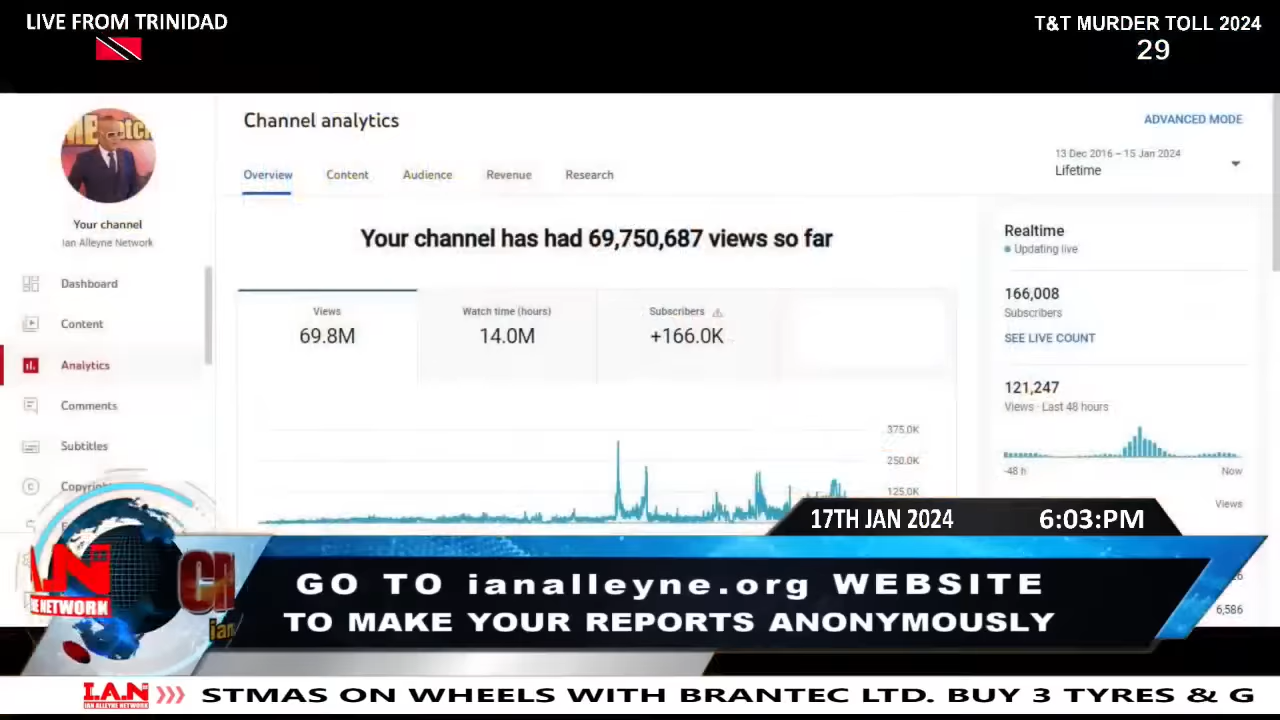 LIVE FROM TRINIDAD
T&T MURDER TOLL 2024
29
Channel analytics
ADVANCED MODE
13 Dec 2016 – 15 Jan 2024
Lifetime
Overview
Content
Audience
Revenue
Research
Your channel
Ian Alleyne Network
Dashboard
Content
Analytics
Comments
Subtitles
Your channel has had 69,750,687 views so far
Views
69.8M
Watch time (hours)
14.0M
Subscribers
+166.0K
375.0K
250.0K
125.0K
Realtime
Updating live
166,008
Subscribers
SEE LIVE COUNT
121,247
Views · Last 48 hours
-48 h
Now
Views
6,586
17TH JAN 2024
6:03:PM
GO TO ianalleyne.org WEBSITE
TO MAKE YOUR REPORTS ANONYMOUSLY
I.A.N
IAN ALLEYNE NETWORK
STMAS ON WHEELS WITH BRANTEC LTD. BUY 3 TYRES & G